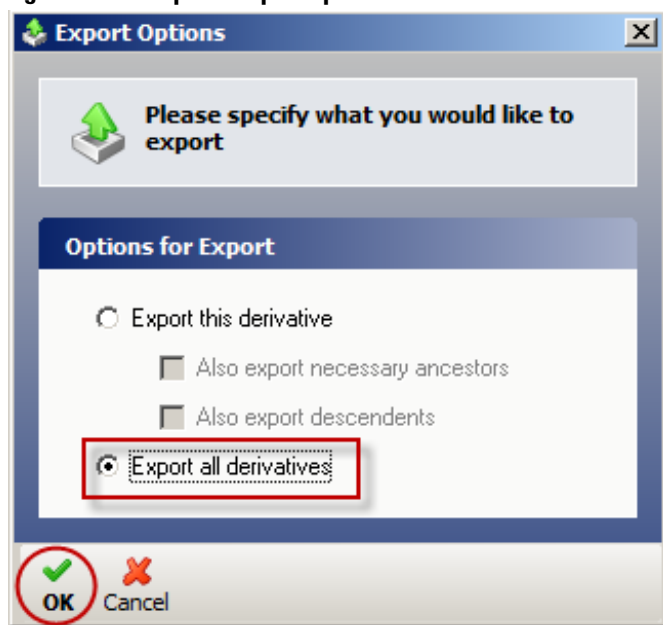 Export Options
Please specify what you would like to
export
Options for Export
Export this derivative
Also export necessary ancestors
Also export descendents
Export all derivatives
OK Cancel